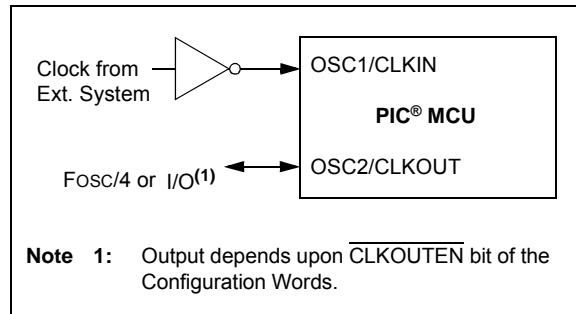 Clock from
Ext. System
OSC1/CLKIN
PIC® MCU
FOSC/4 or I/O(1)
OSC2/CLKOUT
Note 1: Output depends upon CLKOUTEN bit of the
Configuration Words.